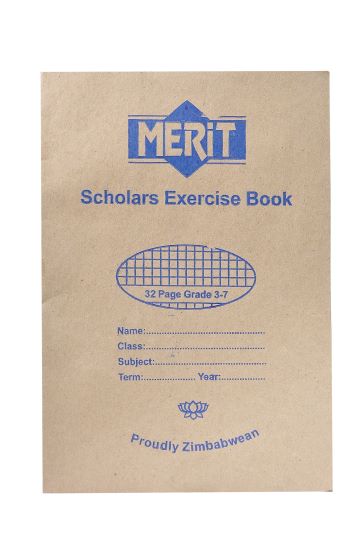 MERiT
Scholars Exercise Book
32 Page Grade 3-7
Name:.......................................
Class:.......................................
Subject:....................................
Term:................. Year:...............
Proudly Zimbabwean